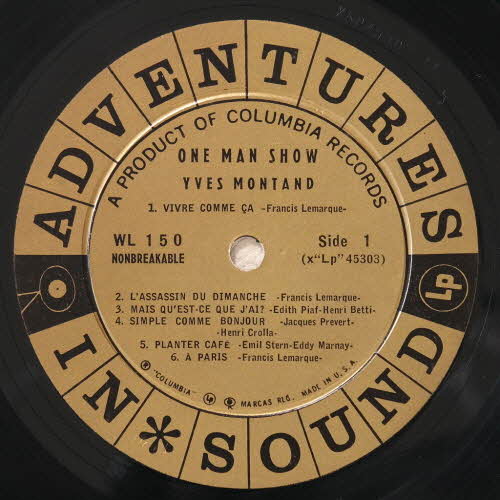 ADVENTURES
IN * SOUND
Lp
A PRODUCT OF COLUMBIA RECORDS
ONE MAN SHOW
YVES MONTAND
1. VIVRE COMME ÇA -Francis Lemarque-
WL 150
NONBREAKABLE
Side 1
(x"Lp"45303)
2. L'ASSASSIN DU DIMANCHE -Francis Lemarque-
3. MAIS QU'EST-CE QUE J'AI? -Edith Piaf-Henri Betti-
4. SIMPLE COMME BONJOUR -Jacques Prevert-
-Henri Crolla-
5. PLANTER CAFÉ -Emil Stern-Eddy Marnay-
6. A PARIS -Francis Lemarque-
® "COLUMBIA" Lp MARCAS REG. MADE IN U.S.A.